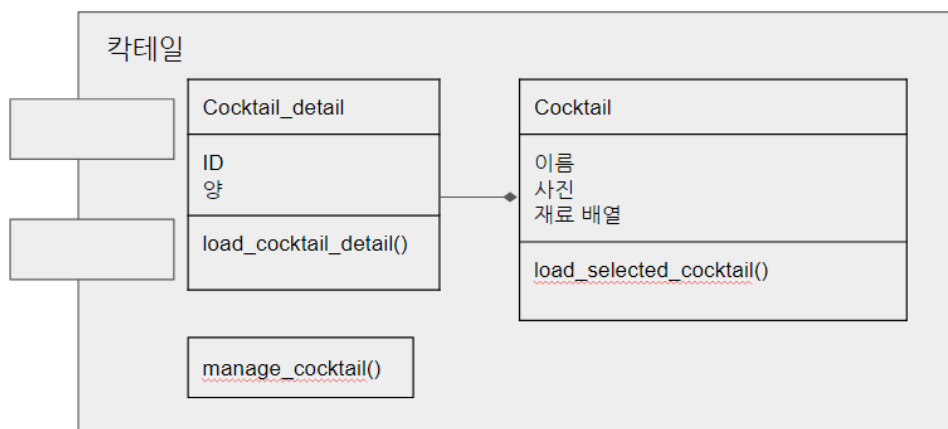 칵테일
Cocktail_detail
ID
양
load_cocktail_detail()
Cocktail
이름
사진
재료 배열
load_selected_cocktail()
manage_cocktail()